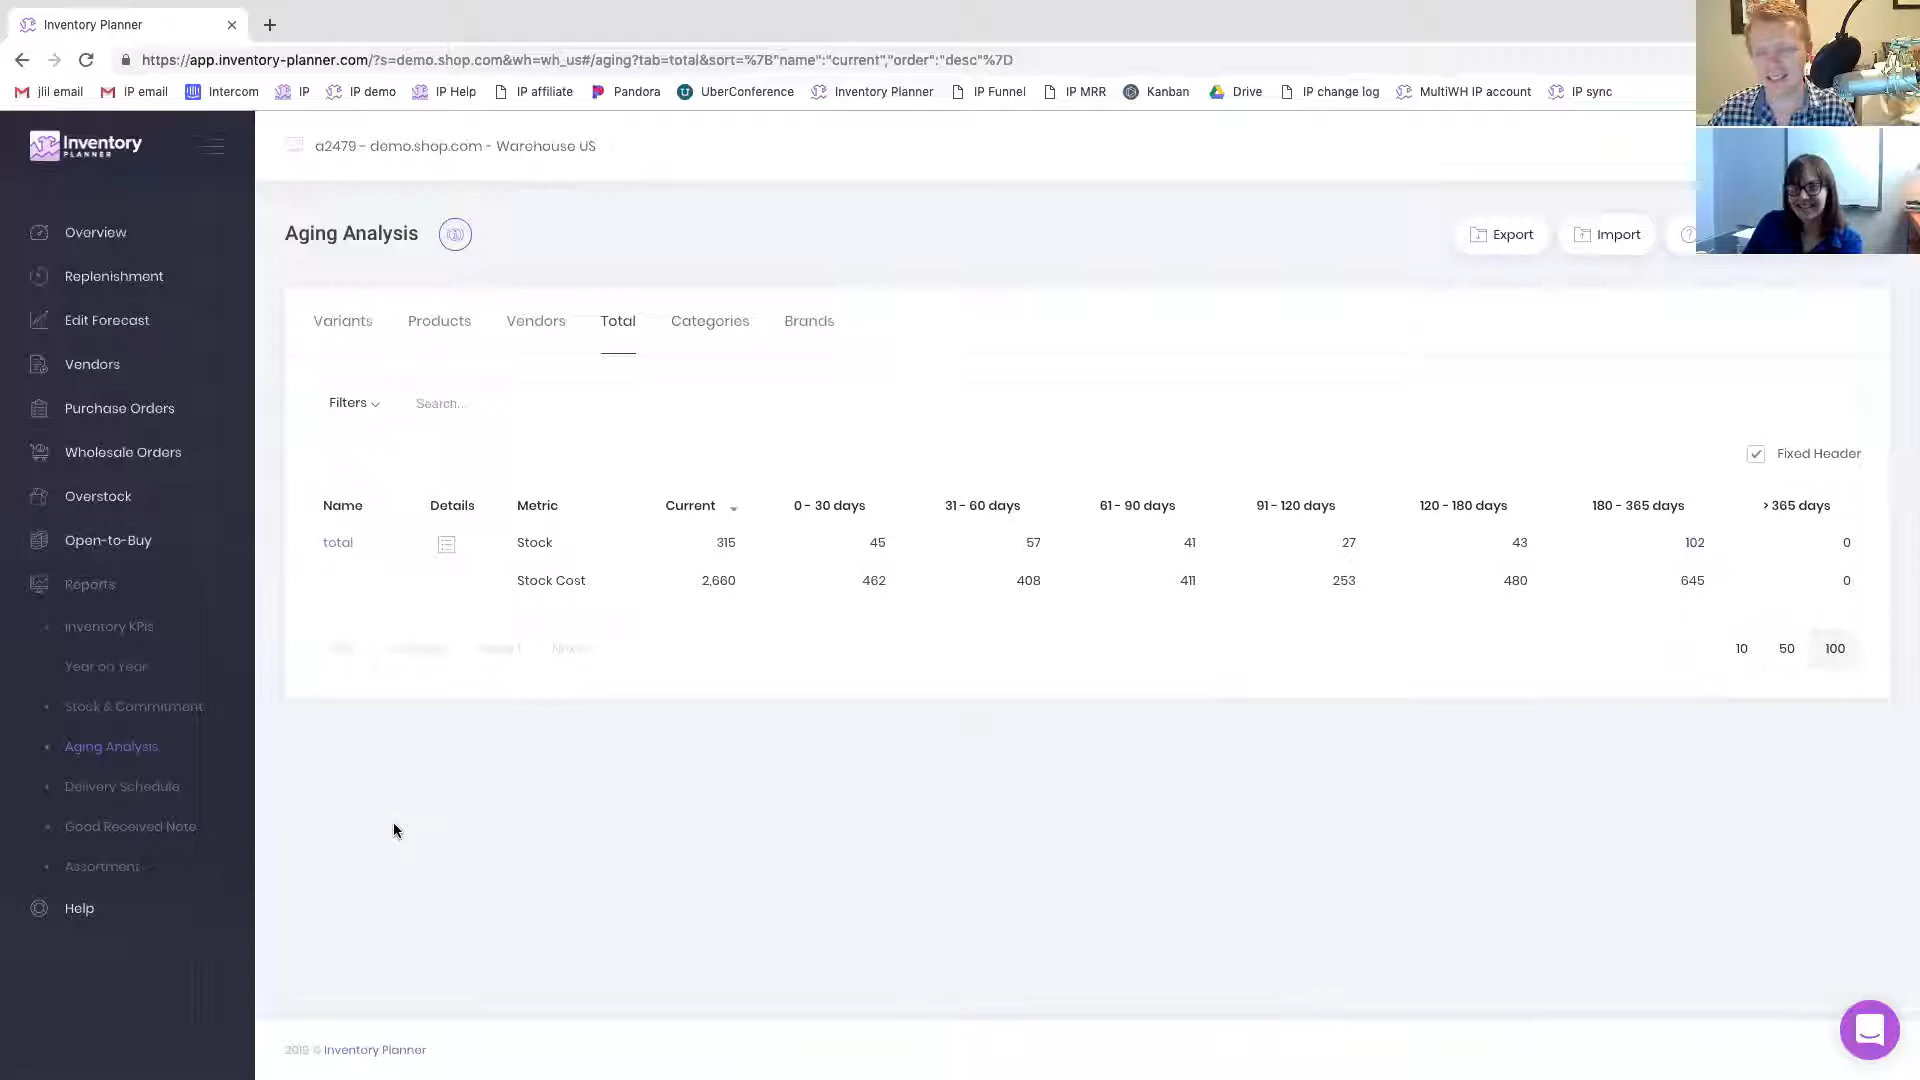 Inventory Planner
https://app.inventory-planner.com/?s=demo.shop.com&wh=wh_us#/aging?tab=total&sort=%7B"name":"current","order":"desc"%7D
jlil email IP email Intercom IP IP demo IP Help IP affiliate Pandora UberConference Inventory Planner IP Funnel IP MRR Kanban Drive IP change log MultiWH IP account IP sync
Inventory
PLANNER
a2479 - demo.shop.com - Warehouse US
Overview
Replenishment
Edit Forecast
Vendors
Purchase Orders
Wholesale Orders
Overstock
Open-to-Buy
Reports
Inventory KPIs
Year on Year
Stock & Commitment
Aging Analysis
Delivery Schedule
Good Received Note
Assortment
Help
Aging Analysis
Export Import
Variants Products Vendors Total Categories Brands
Filters Search...
Fixed Header
Name Details Metric Current 0 - 30 days 31 - 60 days 61 - 90 days 91 - 120 days 120 - 180 days 180 - 365 days > 365 days
total Stock 315 45 57 41 27 43 102 0
Stock Cost 2,660 462 408 411 253 480 645 0
10 50 100
2019 © Inventory Planner